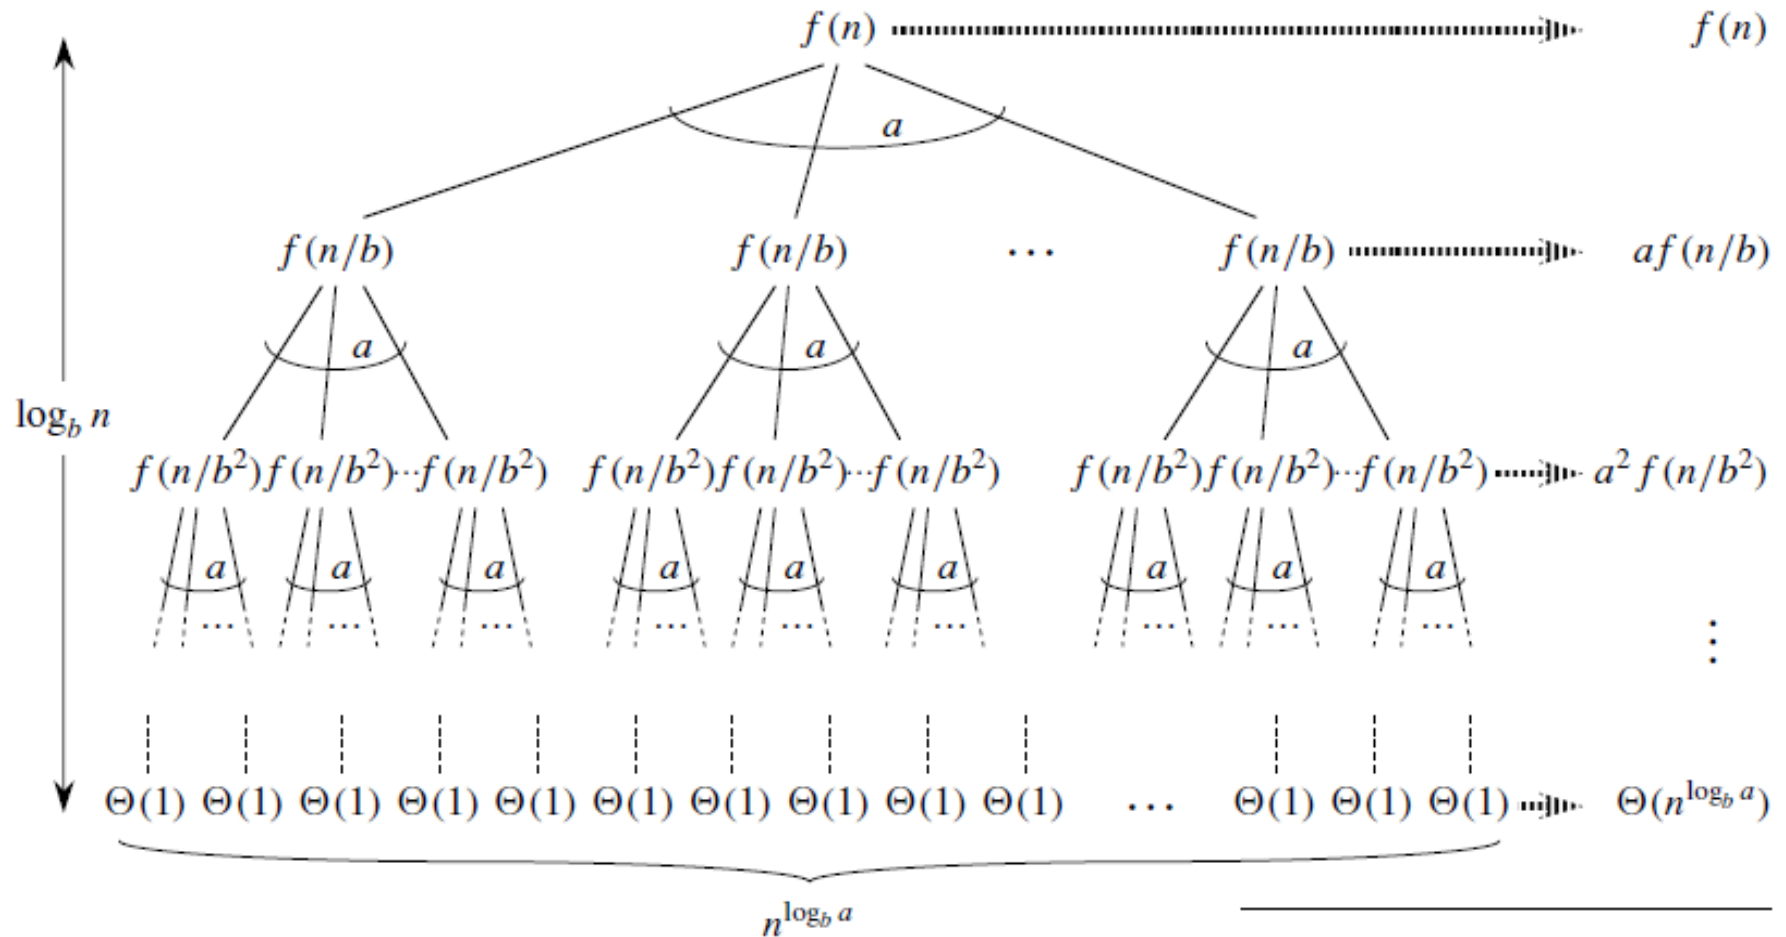 f(n) f(n)
a
f(n/b) f(n/b) ⋯ f(n/b) af(n/b)
a a a
log_b n
f(n/b²) f(n/b²) ⋯ f(n/b²) f(n/b²) f(n/b²) ⋯ f(n/b²) f(n/b²) f(n/b²) ⋯ f(n/b²) a² f(n/b²)
a a a a a a a a a
⋯ ⋯ ⋯ ⋯ ⋯ ⋯ ⋯ ⋯ ⋯ ⋮
Θ(1) Θ(1) Θ(1) Θ(1) Θ(1) Θ(1) Θ(1) Θ(1) Θ(1) Θ(1) ⋯ Θ(1) Θ(1) Θ(1) Θ(n^{log_b a})
n^{log_b a}